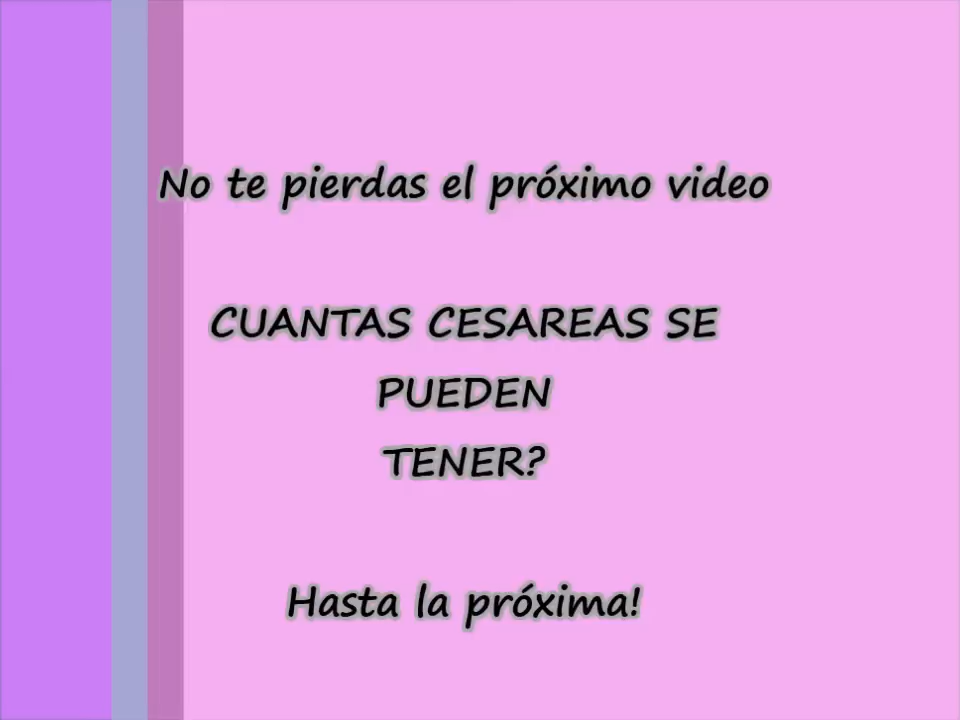 No te pierdas el próximo video
CUANTAS CESAREAS SE
PUEDEN
TENER?
Hasta la próxima!